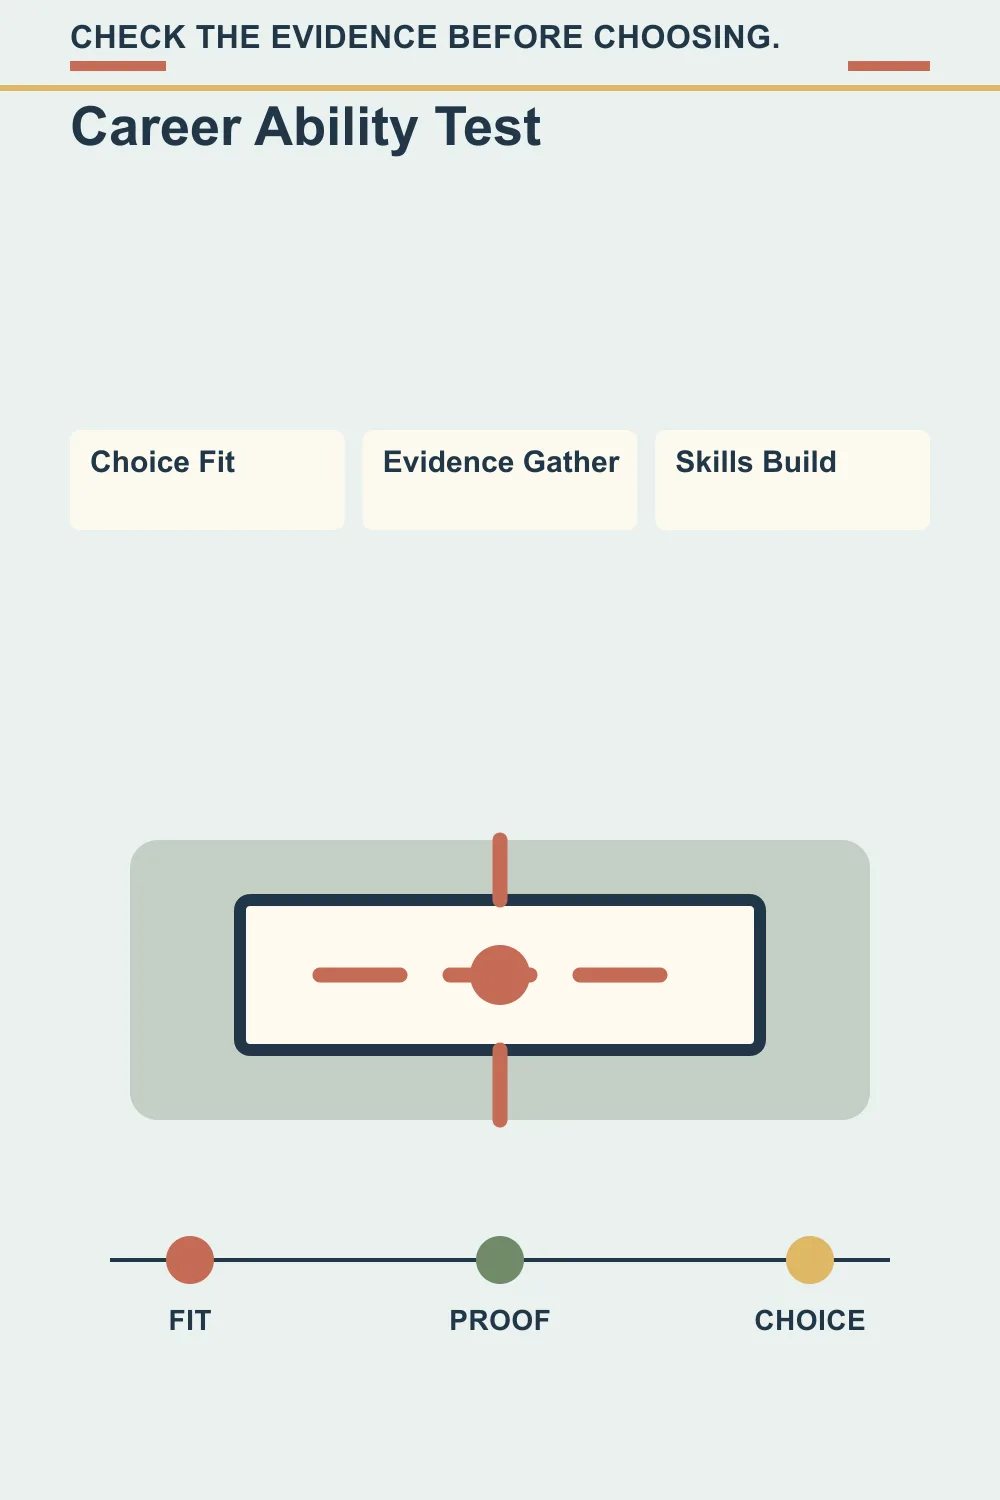 CHECK THE EVIDENCE BEFORE CHOOSING.
Career Ability Test
Choice Fit
Evidence Gather
Skills Build
FIT
PROOF
CHOICE